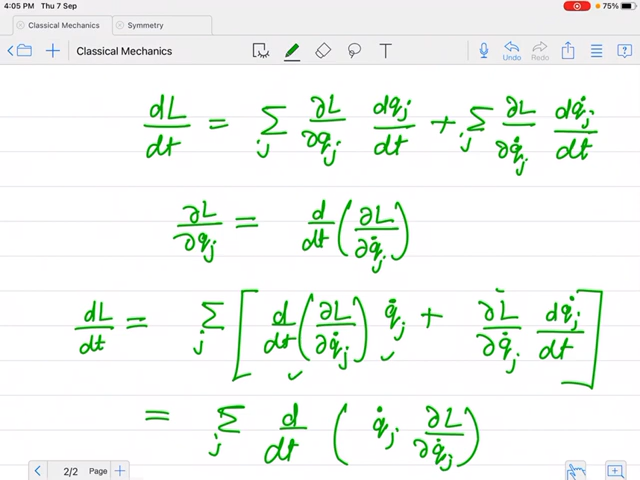 4:05 PM Thu 7 Sep 75%
Classical Mechanics Symmetry
Classical Mechanics T Undo Redo
dL/dt = Σ_j ∂L/∂q_j dq_j/dt + Σ_j ∂L/∂q̇_j dq̇_j/dt
∂L/∂q_j = d/dt (∂L/∂q̇_j)
dL/dt = Σ_j [ d/dt (∂L/∂q̇_j) q̇_j + ∂L/∂q̇_j dq̇_j/dt ]
= Σ_j d/dt ( q̇_j ∂L/∂q̇_j )
2/2 Page